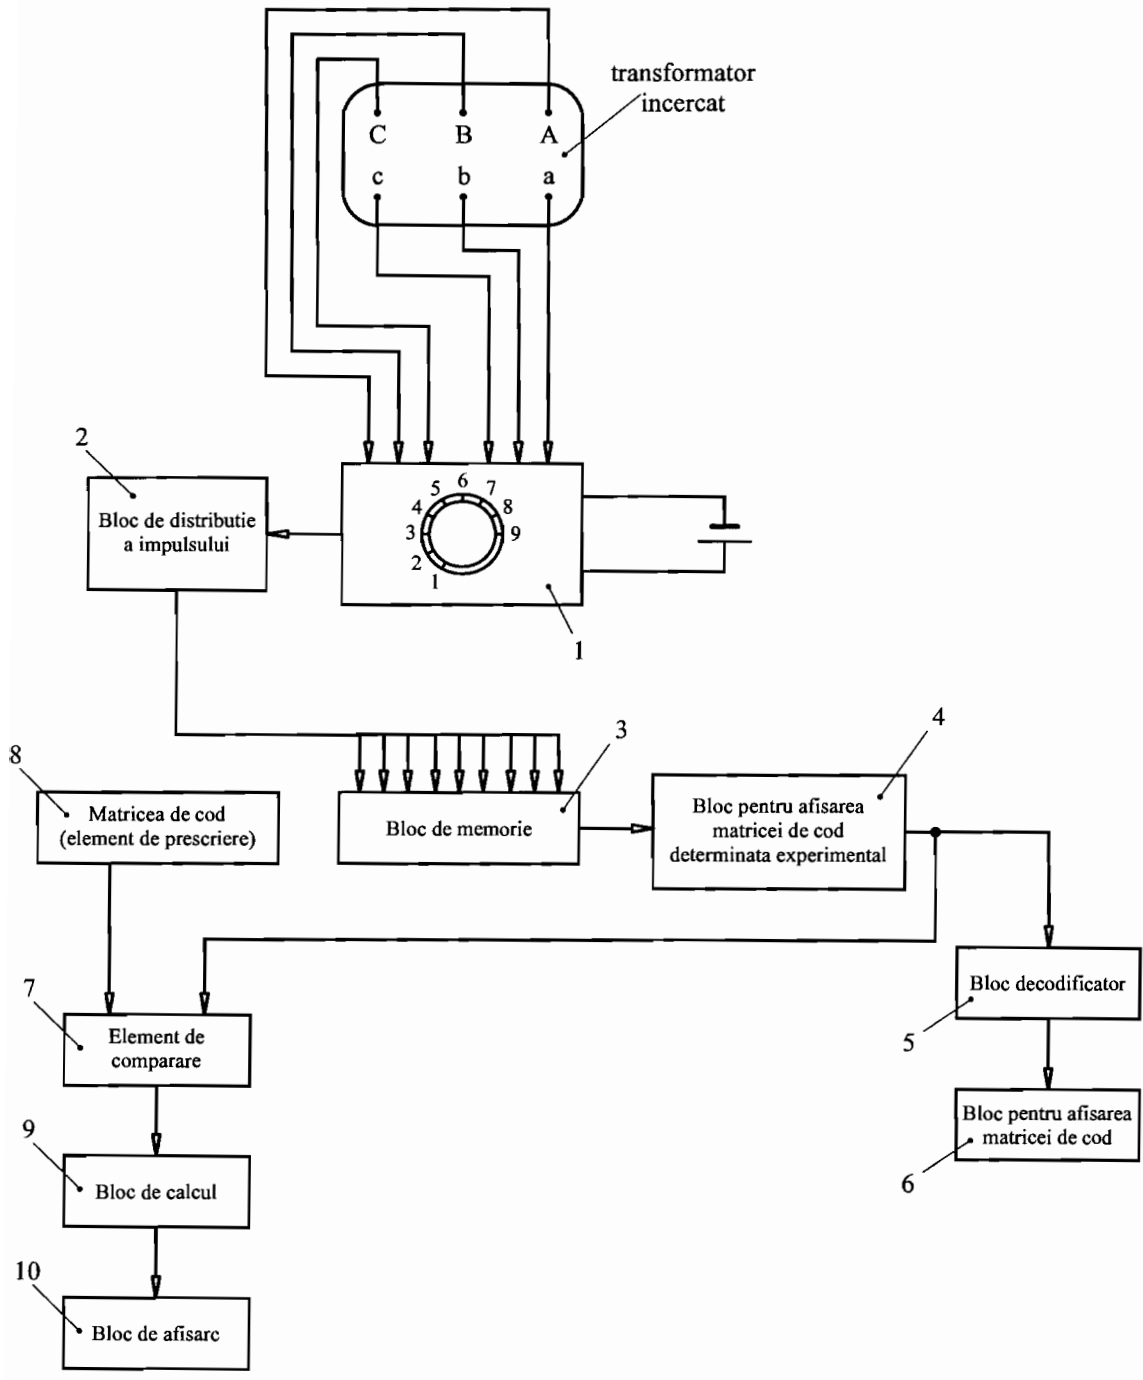 transformator
incercat
C B A
c b a
2
Bloc de distributie
a impulsului
1 2 3 4 5 6 7 8 9
1
8
Matricea de cod
(element de prescriere)
3
Bloc de memorie
4
Bloc pentru afisarea
matricei de cod
determinata experimental
7
Element de
comparare
Bloc decodificator
5
9
Bloc de calcul
Bloc pentru afisarea
matricei de cod
6
10
Bloc de afisarc